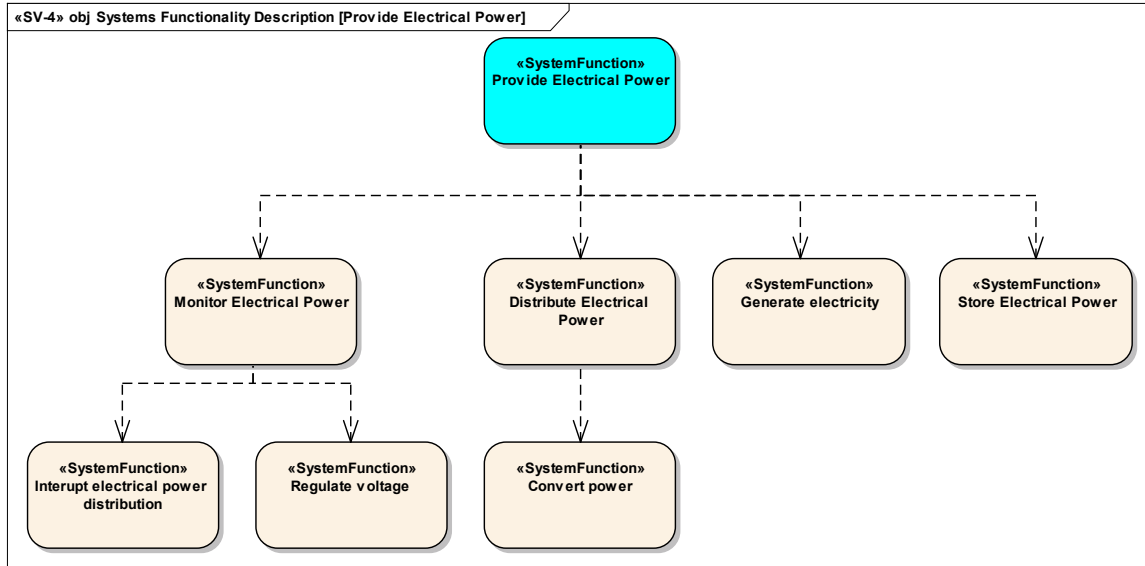 «SV-4» obj Systems Functionality Description [Provide Electrical Power]
«SystemFunction»
Provide Electrical Power
«SystemFunction»
Monitor Electrical Power
«SystemFunction»
Distribute Electrical
Power
«SystemFunction»
Generate electricity
«SystemFunction»
Store Electrical Power
«SystemFunction»
Interupt electrical power
distribution
«SystemFunction»
Regulate voltage
«SystemFunction»
Convert power